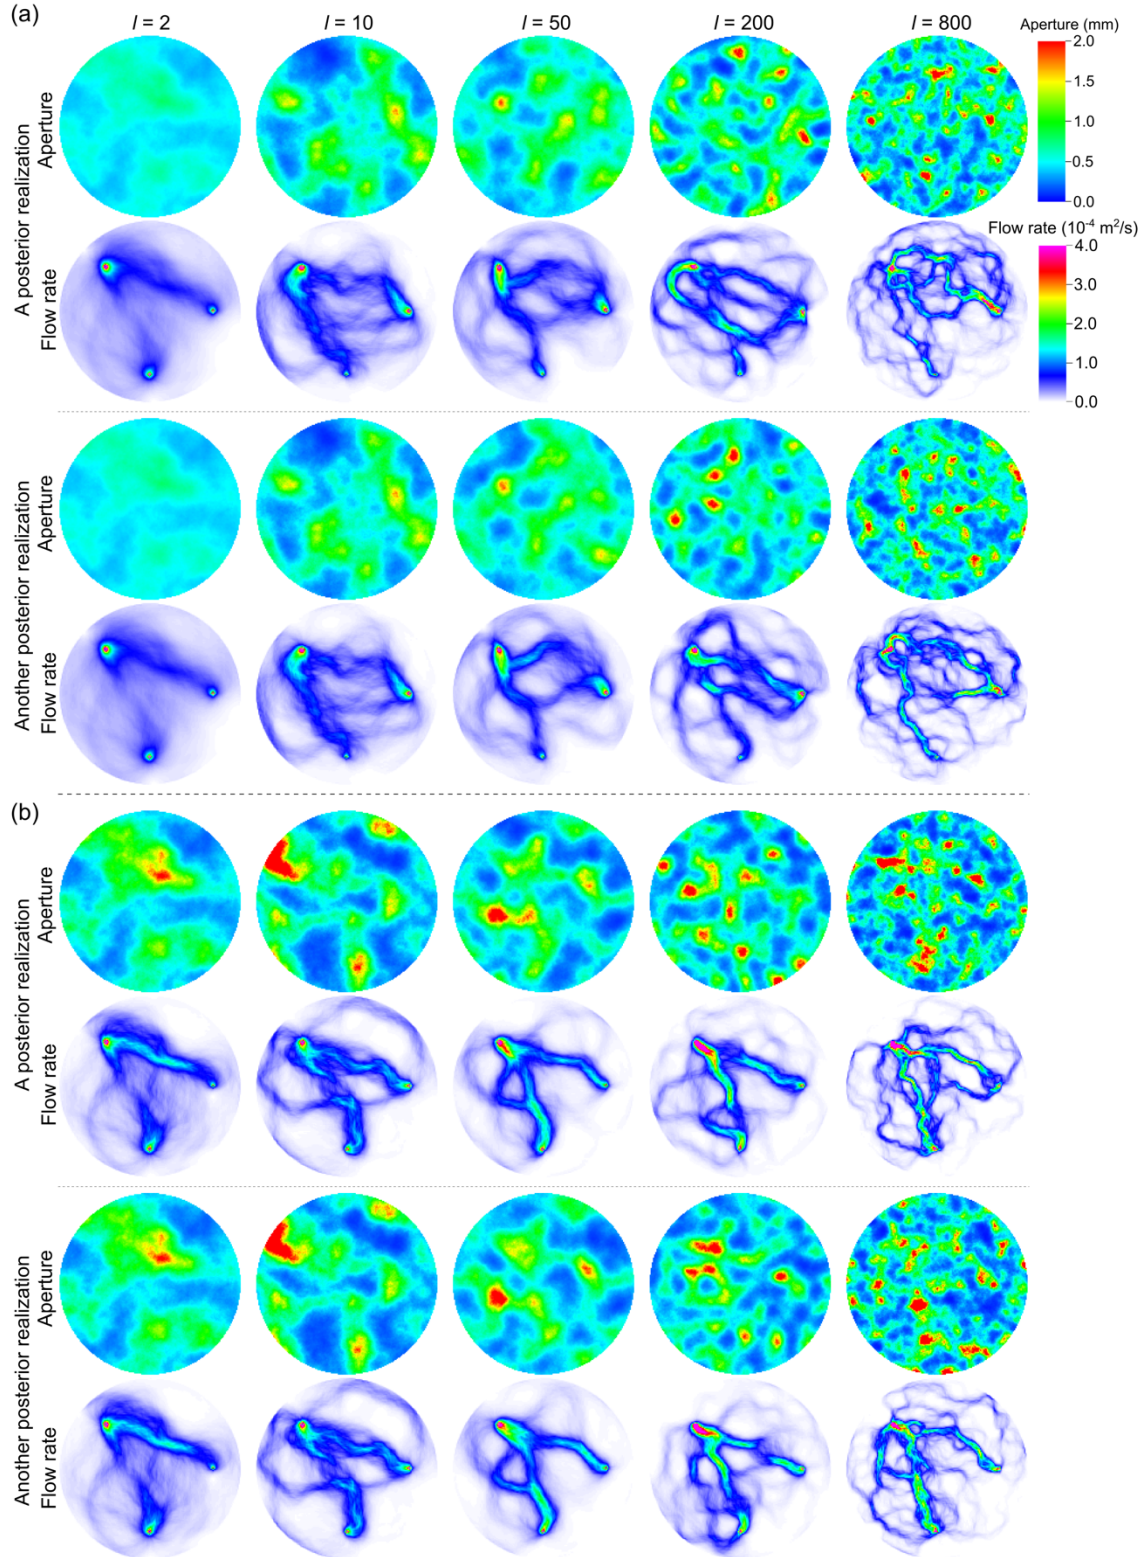 (a)
l = 2
l = 10
l = 50
l = 200
l = 800
Aperture (mm)
2.0
1.5
1.0
0.5
0.0
Flow rate (10⁻⁴ m²/s)
4.0
3.0
2.0
1.0
0.0
A posterior realization
Aperture
Flow rate
Another posterior realization
Aperture
Flow rate
(b)
A posterior realization
Aperture
Flow rate
Another posterior realization
Aperture
Flow rate